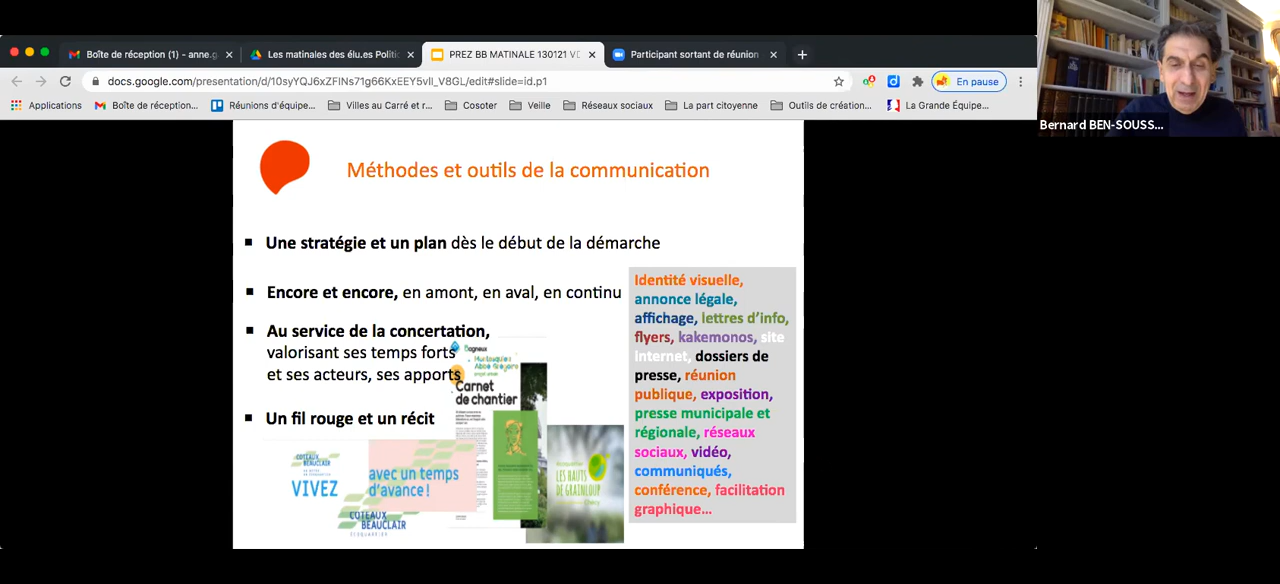 Boîte de réception (1) - anne.g
Les matinales des élu.es Politi
PREZ BB MATINALE 130121 V
Participant sortant de réunion
docs.google.com/presentation/d/10syYQJ6xZFINs71g66KxEEY5vlI_V8GL/edit#slide=id.p1
En pause
Applications
Boîte de réception...
Réunions d'équipe...
Villes au Carré et r...
Cosoter
Veille
Réseaux sociaux
La part citoyenne
Outils de création...
La Grande Équipe...
Bernard BEN-SOUSS...
Méthodes et outils de la communication
Une stratégie et un plan dès le début de la démarche
Encore et encore, en amont, en aval, en continu
Au service de la concertation,
valorisant ses temps forts
et ses acteurs, ses apports
Un fil rouge et un récit
Identité visuelle,
annonce légale,
affichage, lettres d'info,
flyers, kakemonos, site
internet, dossiers de
presse, réunion
publique, exposition,
presse municipale et
régionale, réseaux
sociaux, vidéo,
communiqués,
conférence, facilitation
graphique...
Bagneux
Carnet
de chantier
COTEAUX
BEAUCLAIR
VIVEZ
avec un temps
d'avance !
COTEAUX
BEAUCLAIR
ÉCOQUARTIER
LES HAUTS
DE GRAINLOUP